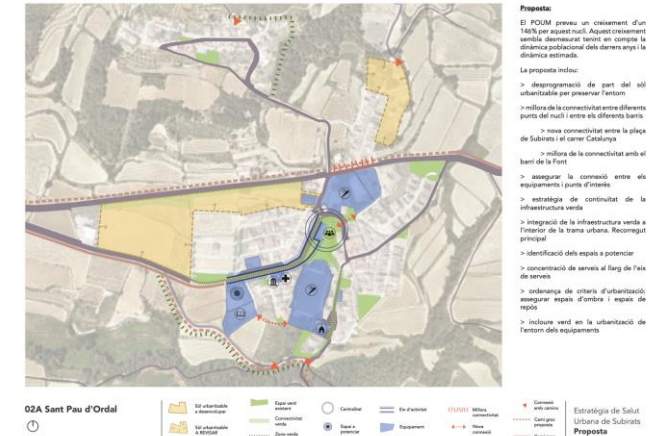 Proposta:
El POUM preveu un creixement d'un
146% per aquest nucli. Aquest creixement
sembla desmesurat tenint en compte la
dinàmica poblacional dels darrers anys i la
dinàmica estimada.
La proposta inclou:
> desprogramació de part del sòl
urbanitzable per preservar l'entorn
> millora de la connectivitat entre diferents
punts del nucli i entre els diferents barris
> nova connectivitat entre la plaça
de Subirats i el carrer Catalunya
> millora de la connectivitat amb el
barri de la Font
> assegurar la connexió entre els
equipaments i punts d'interès
> estratègia de continuïtat de la
infraestructura verda
> integració de la infraestructura verda a
l'interior de la trama urbana. Recorregut
principal
> identificació dels espais a potenciar
> concentració de serveis al llarg de l'eix
de serveis
> ordenança de criteris d'urbanització:
assegurar espais d'ombra i espais de
repòs
> incloure verd en la urbanització de
l'entorn dels equipaments
02A Sant Pau d'Ordal
Sòl urbanitzable
a desenvolupar
Sòl urbanitzable
A REVISAR
Espai verd
existent
Connectivitat
verda
Zona verda
Centralitat
Espai a
potenciar
Eix d'activitat
Equipament
Millora
connectivitat
Nova
connexió
Connexió
amb camins
Camí groc
proposta
Estratègia de Salut
Urbana de Subirats
Proposta